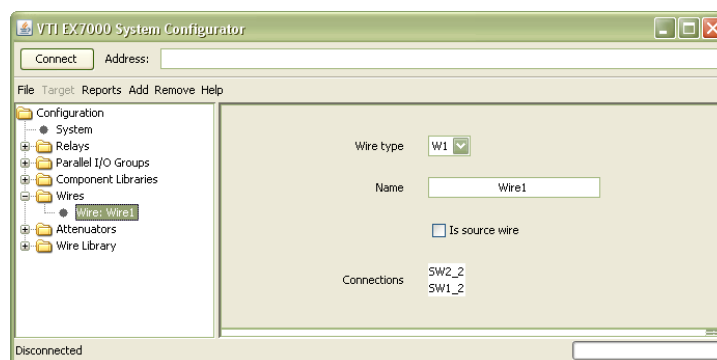 VTI EX7000 System Configurator
Connect Address:
File Target Reports Add Remove Help
Configuration
System
Relays
Parallel I/O Groups
Component Libraries
Wires
Wire: Wire1
Attenuators
Wire Library
Wire type W1
Name Wire1
Is source wire
Connections
SW2_2
SW1_2
Disconnected